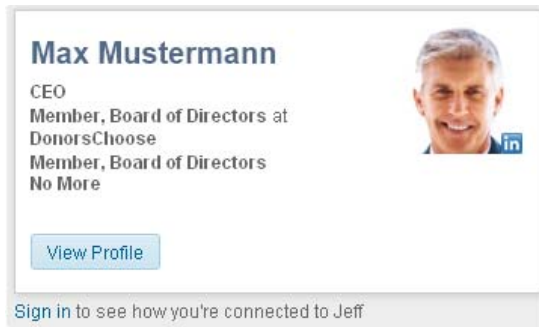 Max Mustermann
CEO
Member, Board of Directors at
DonorsChoose
Member, Board of Directors
No More
in
View Profile
Sign in to see how you're connected to Jeff